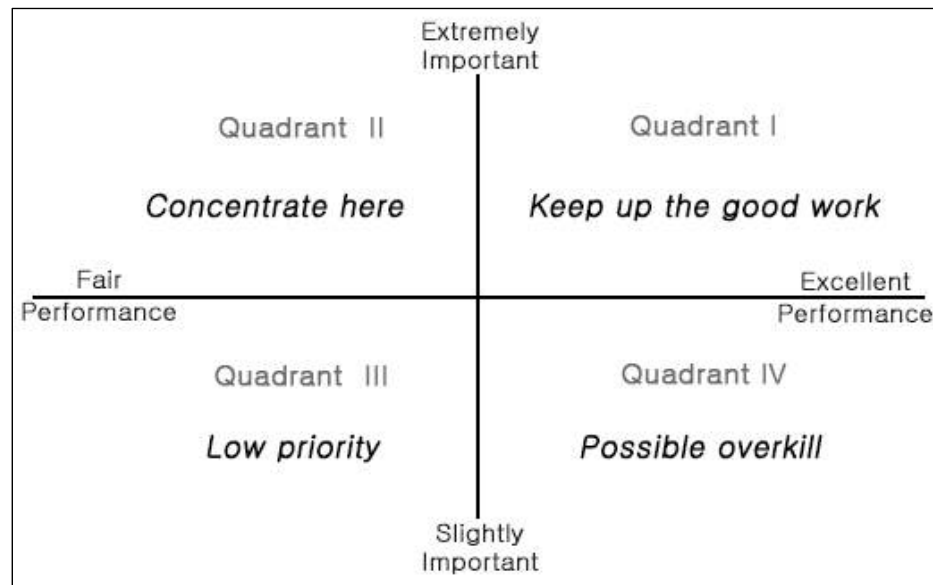 Extremely
Important
Quadrant II
Quadrant I
Concentrate here
Keep up the good work
Fair
Performance
Excellent
Performance
Quadrant III
Quadrant IV
Low priority
Possible overkill
Slightly
Important